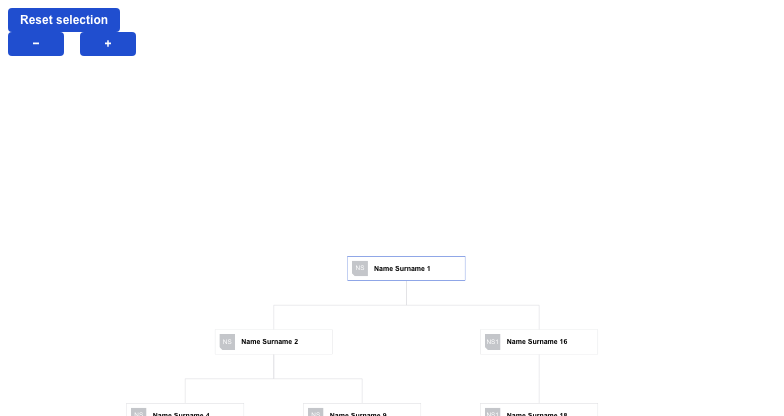 Reset selection
− +
NS Name Surname 1
NS Name Surname 2
NS1 Name Surname 16
NS Name Surname 4
NS Name Surname 9
NS1 Name Surname 18